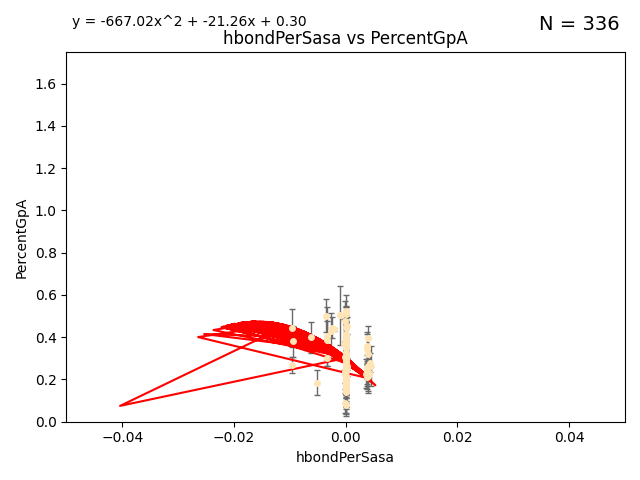 y = -667.02x^2 + -21.26x + 0.30
N = 336
hbondPerSasa vs PercentGpA
1.6
1.4
1.2
1.0
0.8
0.6
0.4
0.2
0.0
PercentGpA
−0.04
−0.02
0.00
0.02
0.04
hbondPerSasa